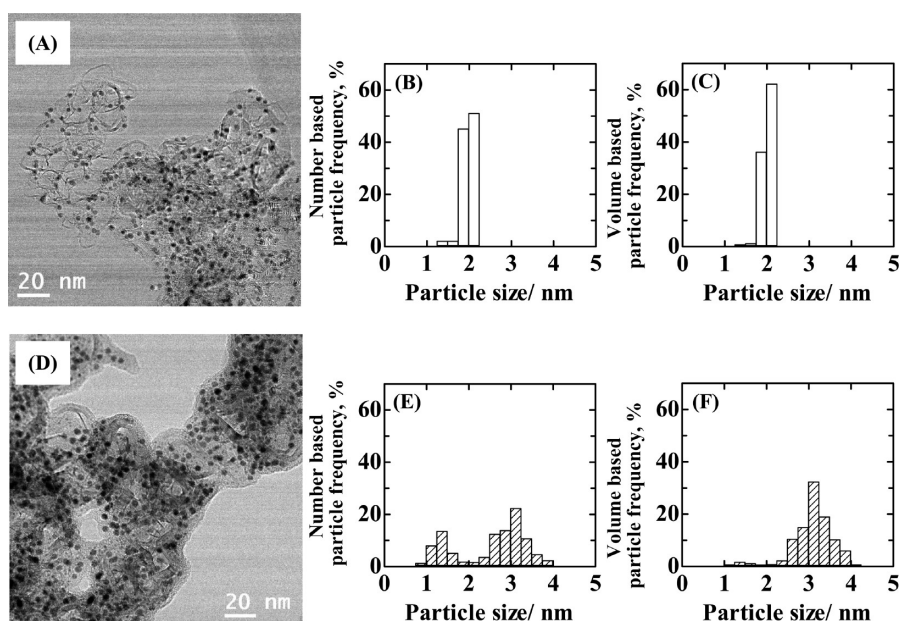 (A)
20 nm
(B)
Number based
particle frequency, %
60
40
20
0
0 1 2 3 4 5
Particle size/ nm
(C)
Volume based
particle frequency, %
60
40
20
0
0 1 2 3 4 5
Particle size/ nm
(D)
20 nm
(E)
Number based
particle frequency, %
60
40
20
0
0 1 2 3 4 5
Particle size/ nm
(F)
Volume based
particle frequency, %
60
40
20
0
0 1 2 3 4 5
Particle size/ nm